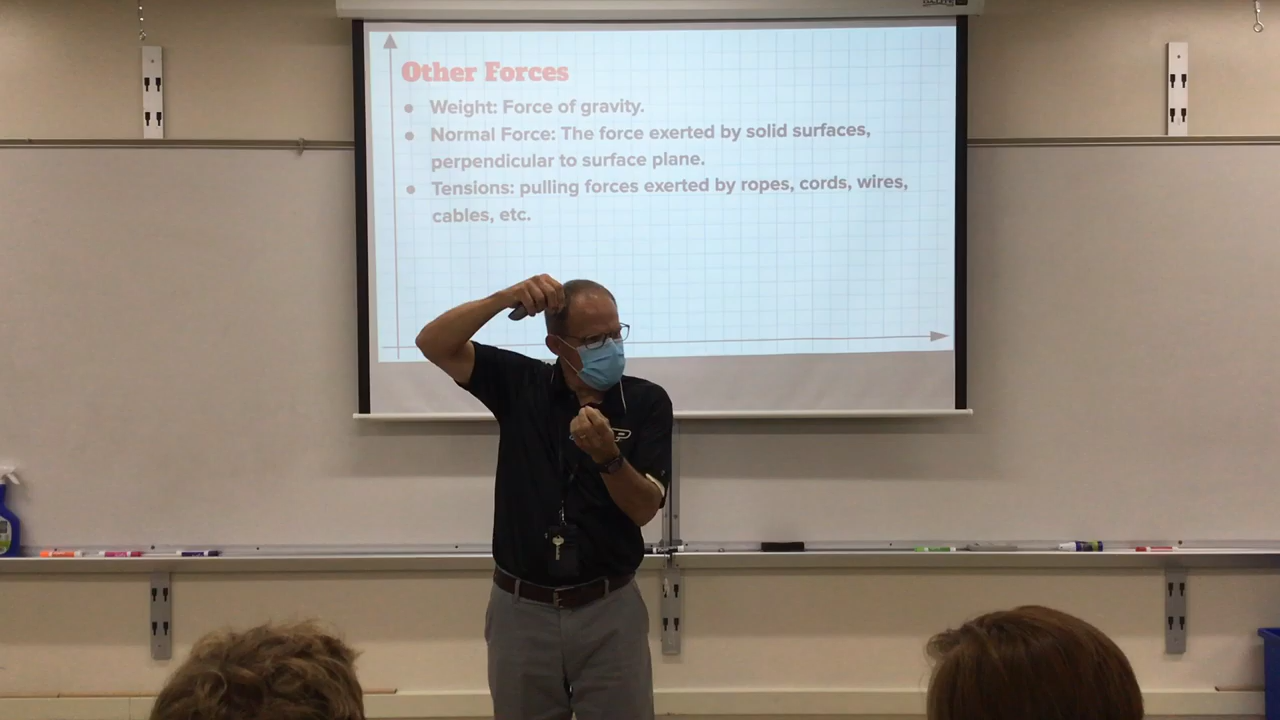 Other Forces
● Weight: Force of gravity.
● Normal Force: The force exerted by solid surfaces,
perpendicular to surface plane.
● Tensions: pulling forces exerted by ropes, cords, wires,
cables, etc.